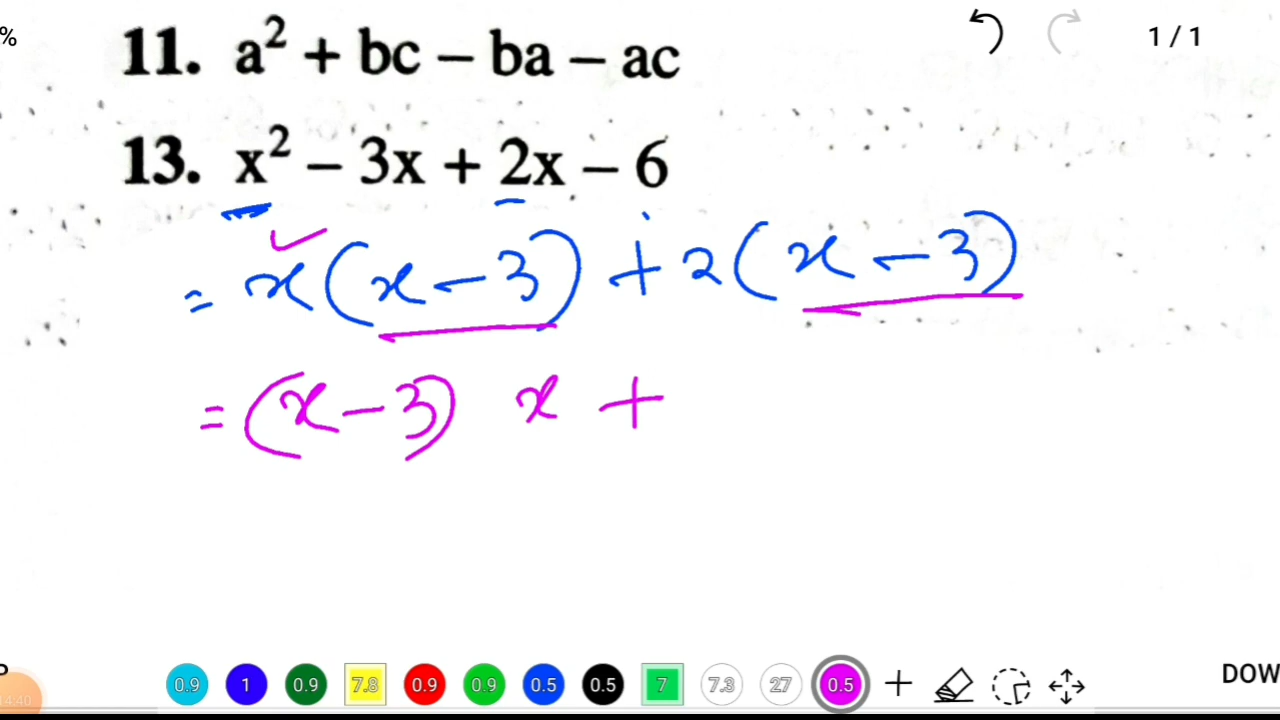 %
11. a² + bc – ba – ac
1 / 1
13. x² – 3x + 2x – 6
= x(x-3) + 2(x-3)
= (x-3) x +
0.9 1 0.9 7.8 0.9 0.9 0.5 0.5 7 7.3 27 0.5
DOW
14:40